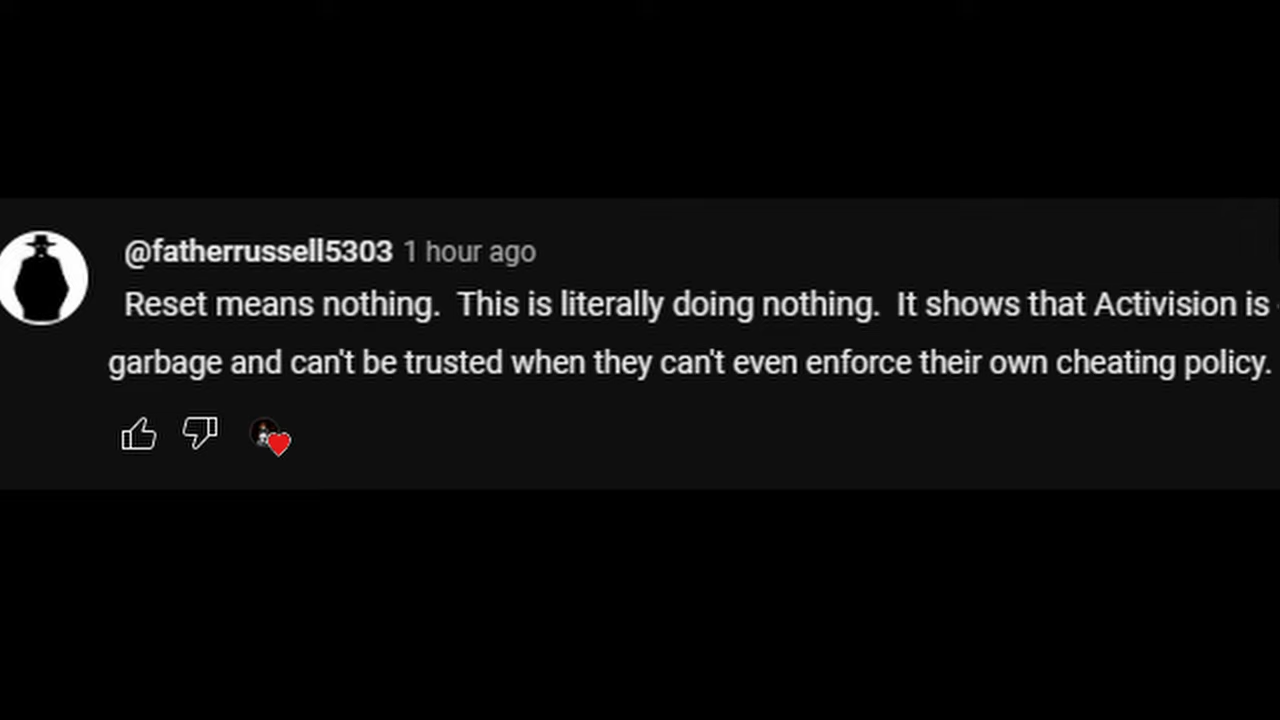 @fatherrussell5303 1 hour ago
Reset means nothing.  This is literally doing nothing.  It shows that Activision is
garbage and can't be trusted when they can't even enforce their own cheating policy.